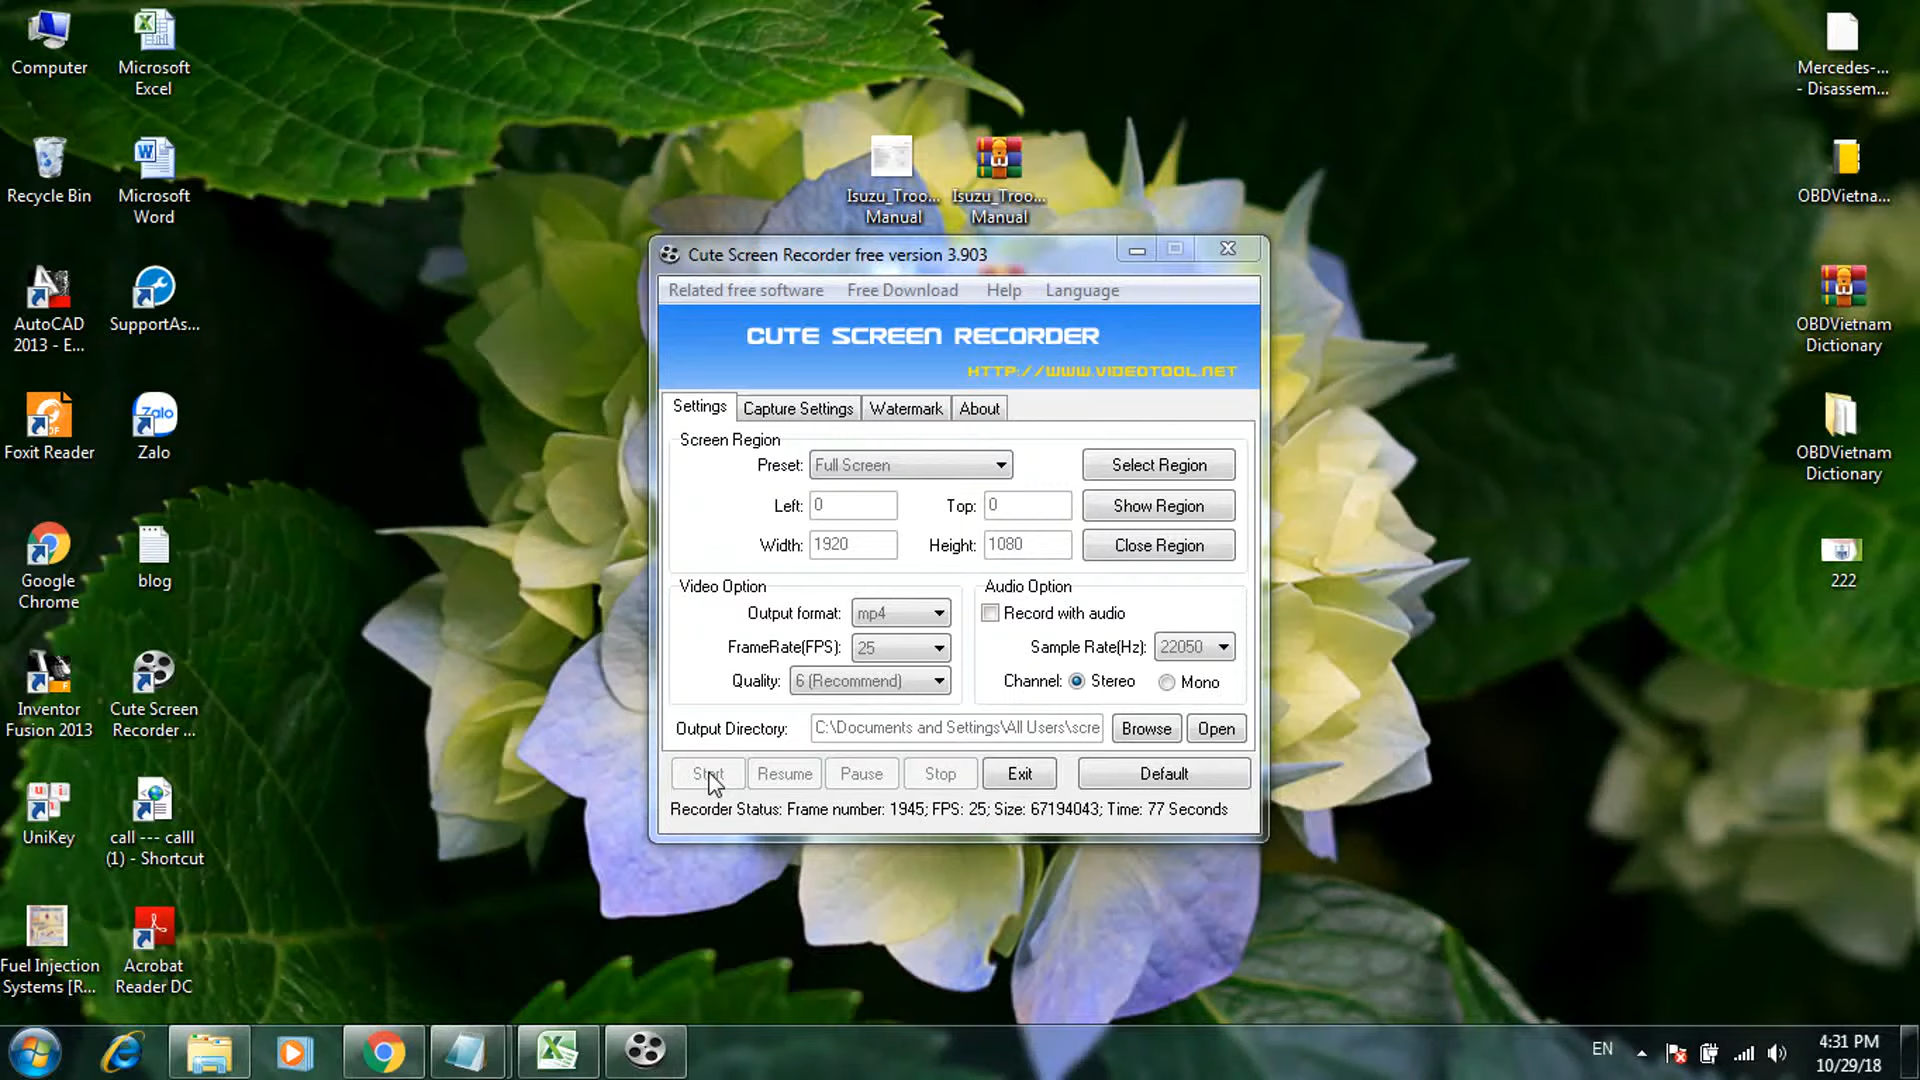 Computer
Microsoft
Excel
Recycle Bin
Microsoft
Word
AutoCAD
2013 - E...
SupportAs...
Foxit Reader
Zalo
Zalo
Google
Chrome
blog
Inventor
Fusion 2013
Cute Screen
Recorder ...
UniKey
call --- calll
(1) - Shortcut
Fuel Injection
Systems [R...
Acrobat
Reader DC
Isuzu_Troo...
Manual
Isuzu_Troo...
Manual
Mercedes-...
- Disassem...
OBDVietna...
OBDVietnam
Dictionary
OBDVietnam
Dictionary
222
Cute Screen Recorder free version 3.903
Related free software Free Download Help Language
CUTE SCREEN RECORDER
HTTP://WWW.VIDEOTOOL.NET
Settings Capture Settings Watermark About
Screen Region
Preset: Full Screen Select Region
Left: 0 Top: 0 Show Region
Width: 1920 Height: 1080 Close Region
Video Option Audio Option
Output format: mp4 Record with audio
FrameRate(FPS): 25 Sample Rate(Hz): 22050
Quality: 6 (Recommend) Channel: Stereo Mono
Output Directory: C:\Documents and Settings\All Users\scre Browse Open
Start Resume Pause Stop Exit Default
Recorder Status: Frame number: 1945; FPS: 25; Size: 67194043; Time: 77 Seconds
EN
4:31 PM
10/29/18